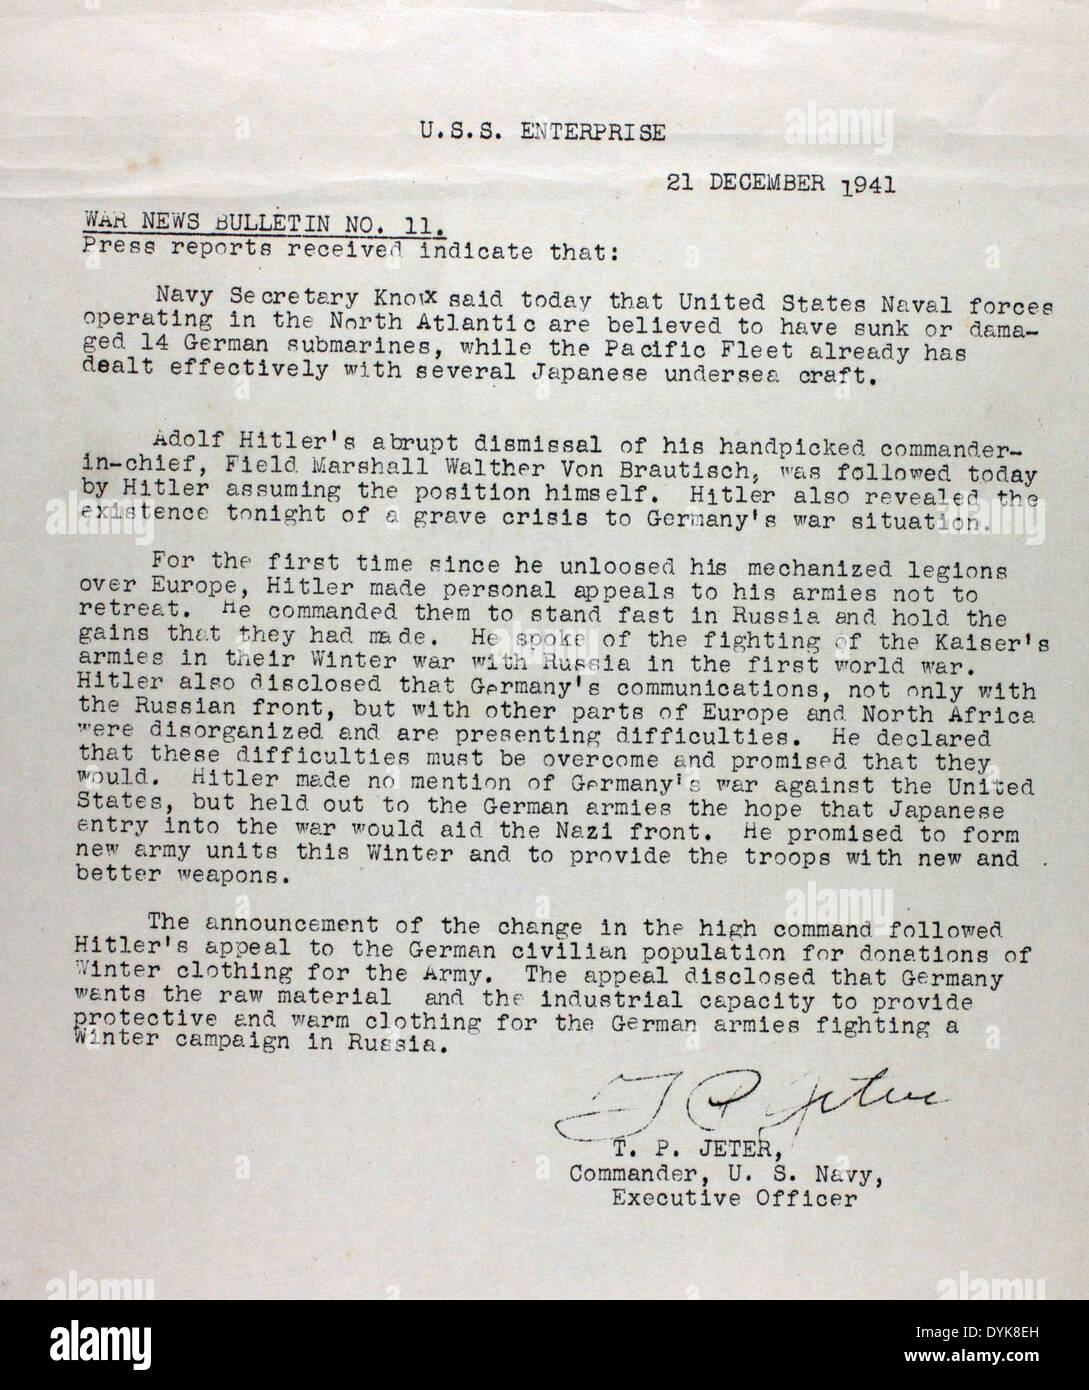 U.S.S. ENTERPRISE
21 DECEMBER 1941
WAR NEWS BULLETIN NO. 11.
Press reports received indicate that:
Navy Secretary Knox said today that United States Naval forces
operating in the North Atlantic are believed to have sunk or dama-
ged 14 German submarines, while the Pacific Fleet already has
dealt effectively with several Japanese undersea craft.
Adolf Hitler's abrupt dismissal of his handpicked commander-
in-chief, Field Marshall Walther Von Brautisch, was followed today
by Hitler assuming the position himself. Hitler also revealed the
existence tonight of a grave crisis to Germany's war situation.
For the first time since he unloosed his mechanized legions
over Europe, Hitler made personal appeals to his armies not to
retreat. He commanded them to stand fast in Russia and hold the
gains that they had made. He spoke of the fighting of the Kaiser's
armies in their Winter war with Russia in the first world war.
Hitler also disclosed that Germany's communications, not only with
the Russian front, but with other parts of Europe and North Africa
were disorganized and are presenting difficulties. He declared
that these difficulties must be overcome and promised that they
would. Hitler made no mention of Germany's war against the United
States, but held out to the German armies the hope that Japanese
entry into the war would aid the Nazi front. He promised to form
new army units this Winter and to provide the troops with new and
better weapons.
The announcement of the change in the high command followed
Hitler's appeal to the German civilian population for donations of
Winter clothing for the Army. The appeal disclosed that Germany
wants the raw material and the industrial capacity to provide
protective and warm clothing for the German armies fighting a
Winter campaign in Russia.
T P Jeter
T. P. JETER,
Commander, U. S. Navy,
Executive Officer
alamy
Image ID: DYK8EH
www.alamy.com